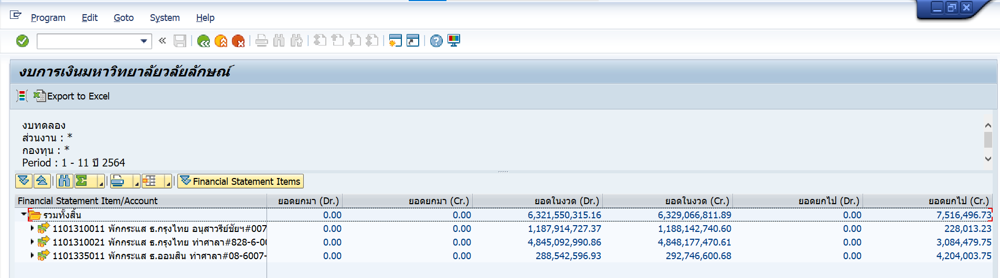 Program Edit Goto System Help
งบการเงินมหาวิทยาลัยวลัยลักษณ์
Export to Excel
งบทดลอง
ส่วนงาน : *
กองทุน : *
Period : 1 - 11 ปี 2564
Financial Statement Items
Financial Statement Item/Account ยอดยกมา (Dr.) ยอดยกมา (Cr.) ยอดในงวด (Dr.) ยอดในงวด (Cr.) ยอดยกไป (Dr.) ยอดยกไป (Cr.)
รวมทั้งสิ้น 0.00 0.00 6,321,550,315.16 6,329,066,811.89 0.00 7,516,496.73
1101310011 พักกระแส ธ.กรุงไทย อนุสาวรีย์ชัยฯ#007 0.00 0.00 1,187,914,727.37 1,188,142,740.60 0.00 228,013.23
1101310021 พักกระแส ธ.กรุงไทย ท่าศาลา#828-6-00 0.00 0.00 4,845,092,990.86 4,848,177,470.61 0.00 3,084,479.75
1101335011 พักกระแส ธ.ออมสิน ท่าศาลา#08-6007- 0.00 0.00 288,542,596.93 292,746,600.68 0.00 4,204,003.75